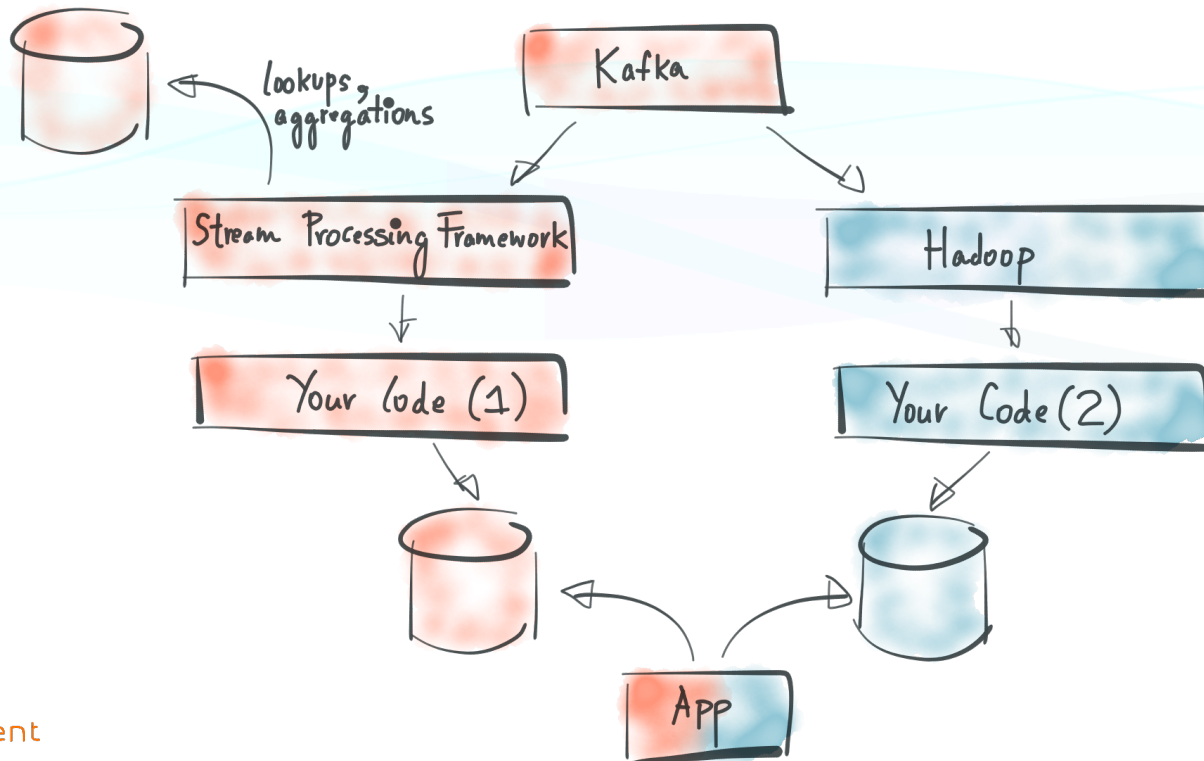 Kafka
lookups,
aggregations
Stream Processing Framework
Hadoop
Your Code (1)
Your Code (2)
App
ent